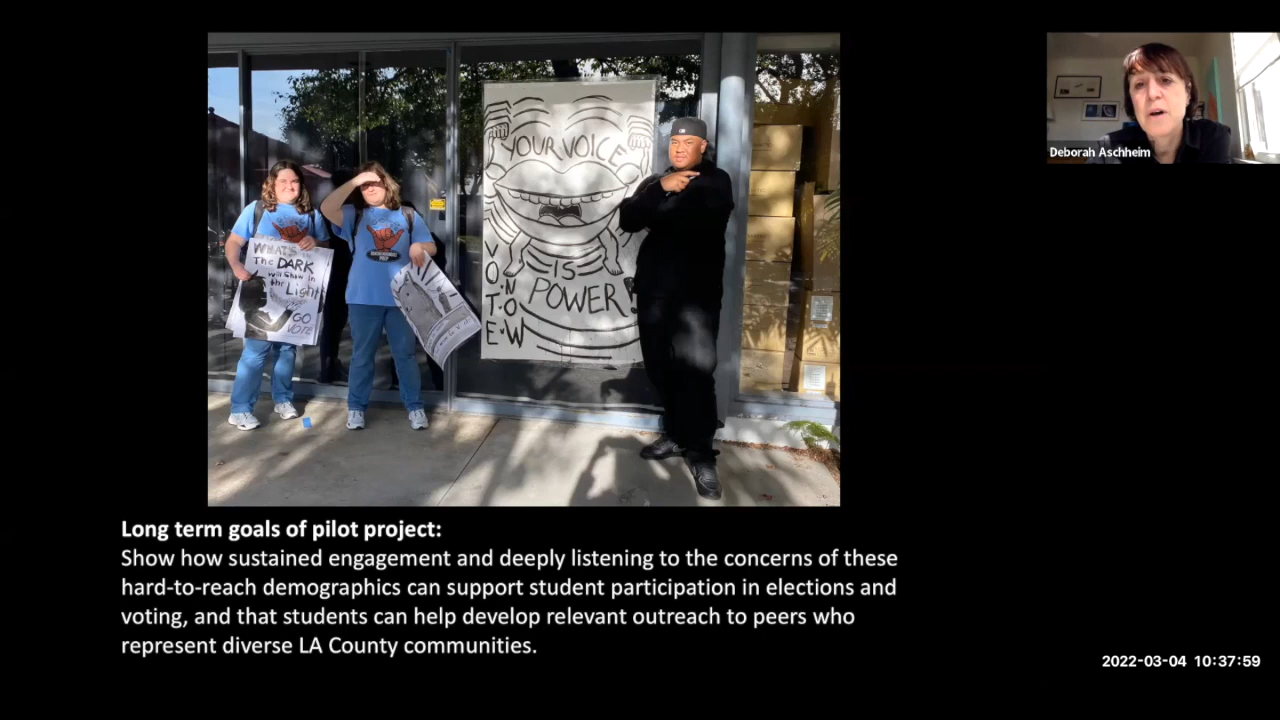 Deborah Aschheim
YOUR VOICE
IS
POWER!
VOTE
NOW
WHAT'S IN
The DARK
will Show in
the Light
GO
VOTE
Long term goals of pilot project:
Show how sustained engagement and deeply listening to the concerns of these
hard-to-reach demographics can support student participation in elections and
voting, and that students can help develop relevant outreach to peers who
represent diverse LA County communities.
2022-03-04 10:37:59